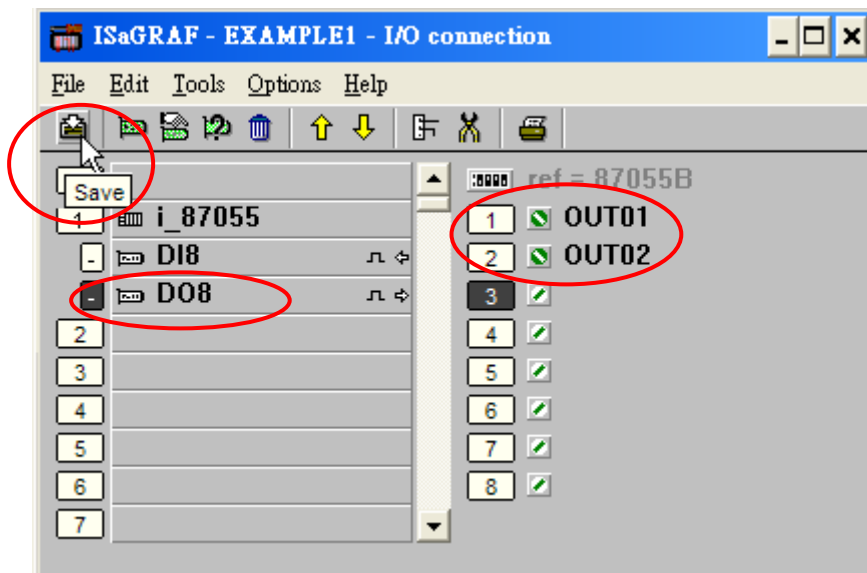 ISaGRAF - EXAMPLE1 - I/O connection
File Edit Tools Options Help
Save
1 i_87055
- DI8
- DO8
2
3
4
5
6
7
ref = 87055B
1 OUT01
2 OUT02
3
4
5
6
7
8